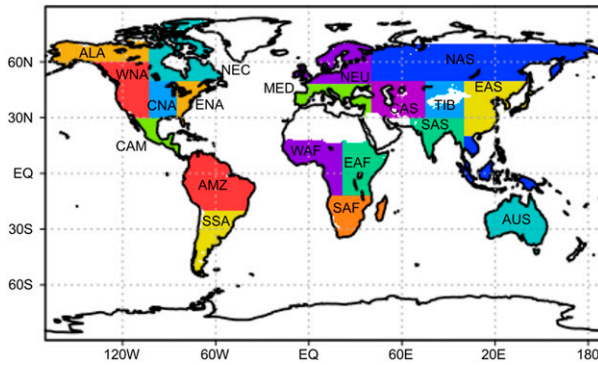 ALA
60N
NAS
WNA
NEC
NEU
MED
EAS
CNA
ENA
CAS
TIB
30N
SAS
CAM
WAF
EAF
EQ
AMZ
SAF
SSA
AUS
30S
60S
120W 60W EQ 60E 20E 180